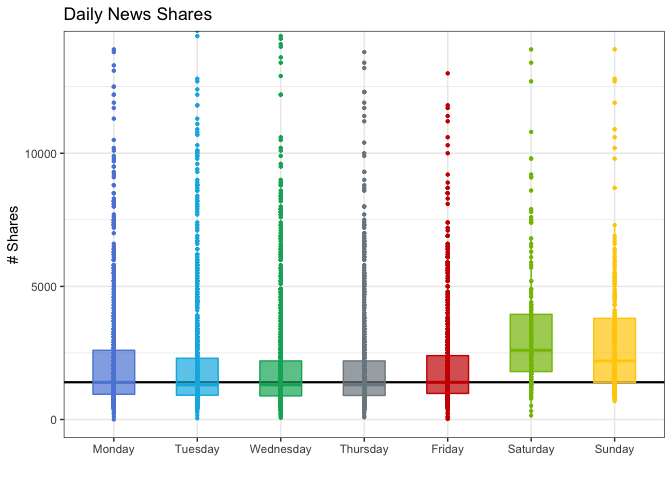 Daily News Shares
# Shares
10000
5000
0
Monday Tuesday Wednesday Thursday Friday Saturday Sunday